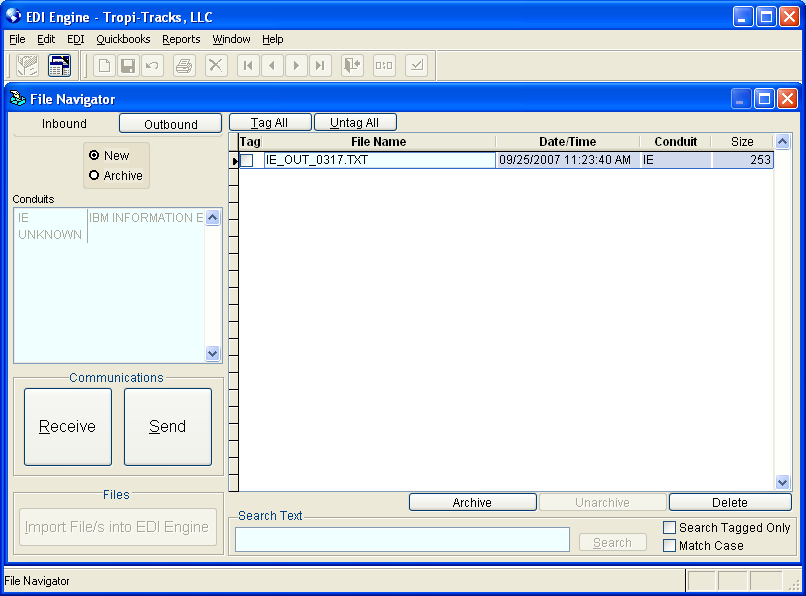 EDI Engine - Tropi-Tracks, LLC
File Edit EDI Quickbooks Reports Window Help
File Navigator
Inbound Outbound Tag All Untag All
Tag File Name Date/Time Conduit Size
IE_OUT_0317.TXT 09/25/2007 11:23:40 AM IE 253
New
Archive
Conduits
IE IBM INFORMATION E
UNKNOWN
Communications
Receive Send
Files
Import File/s into EDI Engine
Archive Unarchive Delete
Search Text
Search
Search Tagged Only
Match Case
File Navigator